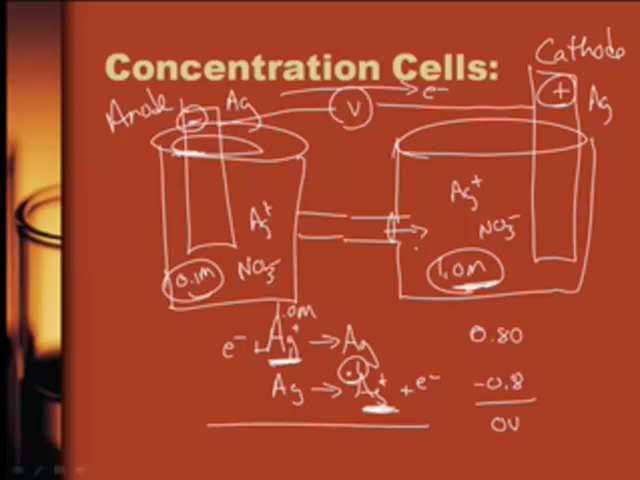 Concentration Cells:
Cathode
Anode
-
Ag
V
e-
+
Ag
Ag+
NO3-
0.1M
Ag+
NO3-
1.0M
1.0M
e- + Ag+ → Ag
0.80
.1
Ag → Ag+ + e-
-0.8
0V